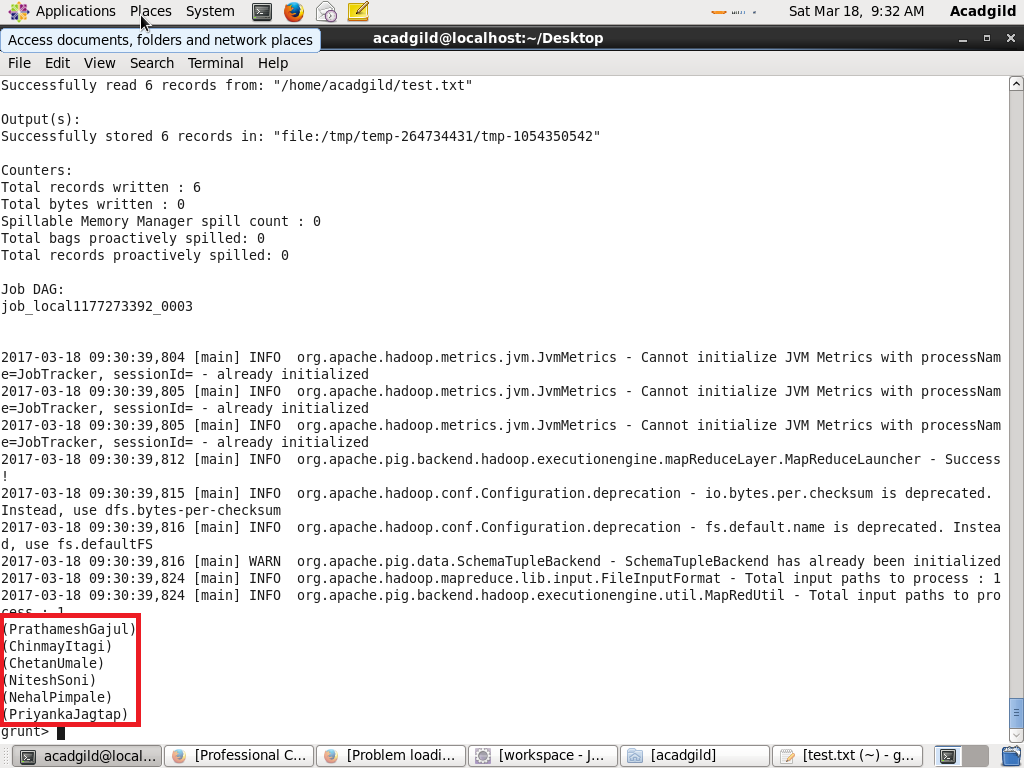 Applications Places System Sat Mar 18, 9:32 AM Acadgild
Access documents, folders and network places
acadgild@localhost:~/Desktop
File Edit View Search Terminal Help
Successfully read 6 records from: "/home/acadgild/test.txt"
Output(s):
Successfully stored 6 records in: "file:/tmp/temp-264734431/tmp-1054350542"
Counters:
Total records written : 6
Total bytes written : 0
Spillable Memory Manager spill count : 0
Total bags proactively spilled: 0
Total records proactively spilled: 0
Job DAG:
job_local1177273392_0003
2017-03-18 09:30:39,804 [main] INFO  org.apache.hadoop.metrics.jvm.JvmMetrics - Cannot initialize JVM Metrics with processNam
e=JobTracker, sessionId= - already initialized
2017-03-18 09:30:39,805 [main] INFO  org.apache.hadoop.metrics.jvm.JvmMetrics - Cannot initialize JVM Metrics with processNam
e=JobTracker, sessionId= - already initialized
2017-03-18 09:30:39,805 [main] INFO  org.apache.hadoop.metrics.jvm.JvmMetrics - Cannot initialize JVM Metrics with processNam
e=JobTracker, sessionId= - already initialized
2017-03-18 09:30:39,812 [main] INFO  org.apache.pig.backend.hadoop.executionengine.mapReduceLayer.MapReduceLauncher - Success
!
2017-03-18 09:30:39,815 [main] INFO  org.apache.hadoop.conf.Configuration.deprecation - io.bytes.per.checksum is deprecated.
Instead, use dfs.bytes-per-checksum
2017-03-18 09:30:39,816 [main] INFO  org.apache.hadoop.conf.Configuration.deprecation - fs.default.name is deprecated. Instea
d, use fs.defaultFS
2017-03-18 09:30:39,816 [main] WARN  org.apache.pig.data.SchemaTupleBackend - SchemaTupleBackend has already been initialized
2017-03-18 09:30:39,824 [main] INFO  org.apache.hadoop.mapreduce.lib.input.FileInputFormat - Total input paths to process : 1
2017-03-18 09:30:39,824 [main] INFO  org.apache.pig.backend.hadoop.executionengine.util.MapRedUtil - Total input paths to pro
cess : 1
(PrathameshGajul)
(ChinmayItagi)
(ChetanUmale)
(NiteshSoni)
(NehalPimpale)
(PriyankaJagtap)
grunt>
acadgild@local... [Professional C... [Problem loadi... [workspace - J... [acadgild] [test.txt (~) - g...